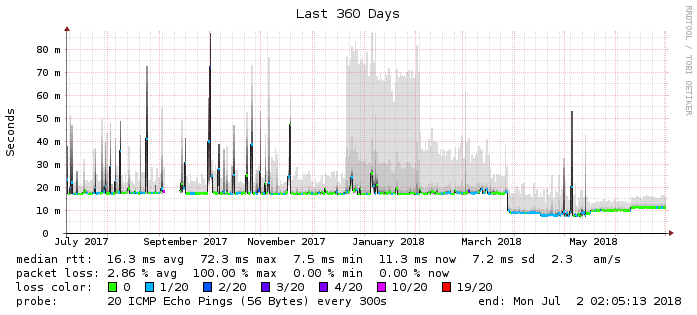 Last 360 Days
RRDTOOL / TOBI OETIKER
Seconds
80 m
70 m
60 m
50 m
40 m
30 m
20 m
10 m
0
July 2017 September 2017 November 2017 January 2018 March 2018 May 2018
median rtt: 16.3 ms avg 72.3 ms max 7.5 ms min 11.3 ms now 7.2 ms sd 2.3 am/s
packet loss: 2.86 % avg 100.00 % max 0.00 % min 0.00 % now
loss color: 0 1/20 2/20 3/20 4/20 10/20 19/20
probe: 20 ICMP Echo Pings (56 Bytes) every 300s end: Mon Jul 2 02:05:13 2018